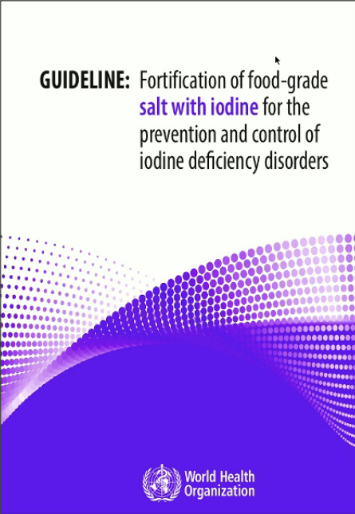 GUIDELINE: Fortification of food-grade
salt with iodine for the
prevention and control of
iodine deficiency disorders
World Health
Organization